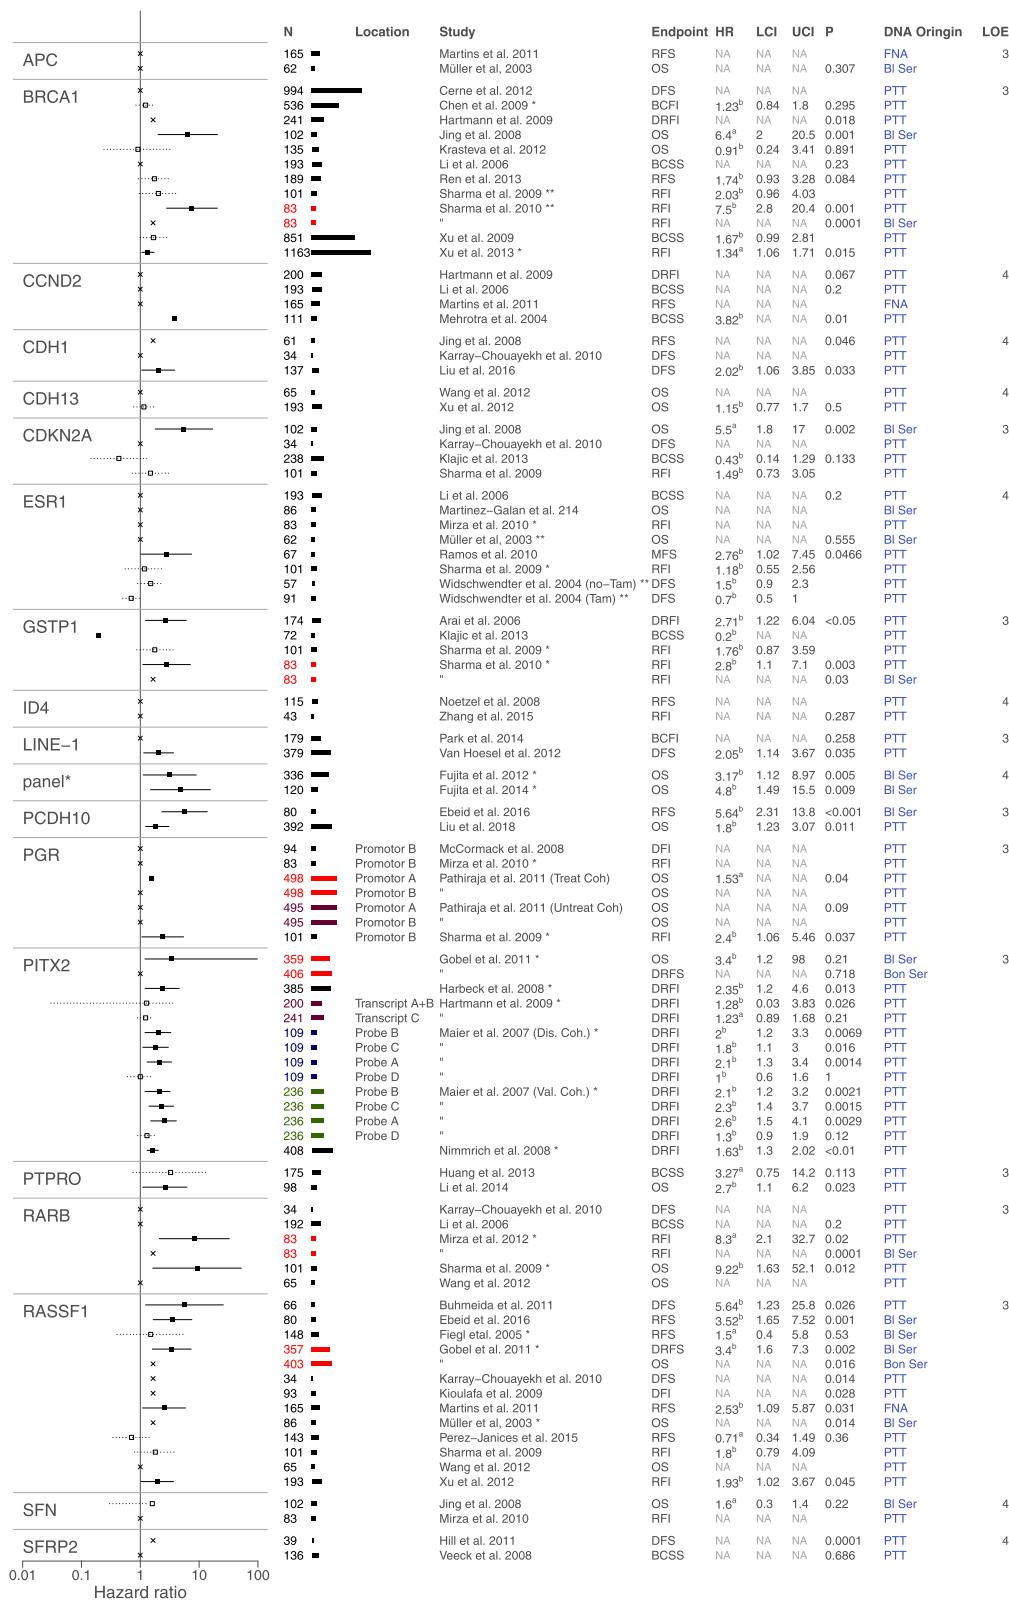 N Location Study Endpoint HR LCI UCI P DNA Oringin LOE
APC 165 Martins et al. 2011 RFS NA NA NA FNA 3
62 Müller et al, 2003 OS NA NA NA 0.307 Bl Ser
BRCA1 994 Cerne et al. 2012 DFS NA NA NA PTT 3
536 Chen et al. 2009 * BCFI 1.23b 0.84 1.8 0.295 PTT
241 Hartmann et al. 2009 DRFI NA NA NA 0.018 PTT
102 Jing et al. 2008 OS 6.4a 2 20.5 0.001 Bl Ser
135 Krasteva et al. 2012 OS 0.91b 0.24 3.41 0.891 PTT
193 Li et al. 2006 BCSS NA NA NA 0.23 PTT
189 Ren et al. 2013 RFS 1.74b 0.93 3.28 0.084 PTT
101 Sharma et al. 2009 ** RFI 2.03b 0.96 4.03 PTT
83 Sharma et al. 2010 ** RFI 7.5b 2.8 20.4 0.001 PTT
83 " RFI NA NA NA 0.0001 Bl Ser
851 Xu et al. 2009 BCSS 1.67b 0.99 2.81 PTT
1163 Xu et al. 2013 * RFI 1.34a 1.06 1.71 0.015 PTT
CCND2 200 Hartmann et al. 2009 DRFI NA NA NA 0.067 PTT 4
193 Li et al. 2006 BCSS NA NA NA 0.2 PTT
165 Martins et al. 2011 RFS NA NA NA FNA
111 Mehrotra et al. 2004 BCSS 3.82b NA NA 0.01 PTT
CDH1 61 Jing et al. 2008 RFS NA NA NA 0.046 PTT 4
34 Karray−Chouayekh et al. 2010 DFS NA NA NA PTT
137 Liu et al. 2016 DFS 2.02b 1.06 3.85 0.033 PTT
CDH13 65 Wang et al. 2012 OS NA NA NA PTT 4
193 Xu et al. 2012 OS 1.15b 0.77 1.7 0.5 PTT
CDKN2A 102 Jing et al. 2008 OS 5.5a 1.8 17 0.002 Bl Ser 3
34 Karray−Chouayekh et al. 2010 DFS NA NA NA PTT
238 Klajic et al. 2013 BCSS 0.43b 0.14 1.29 0.133 PTT
101 Sharma et al. 2009 RFI 1.49b 0.73 3.05 PTT
ESR1 193 Li et al. 2006 BCSS NA NA NA 0.2 PTT 4
86 Martinez−Galan et al. 214 OS NA NA NA Bl Ser
83 Mirza et al. 2010 * RFI NA NA NA PTT
62 Müller et al, 2003 ** OS NA NA NA 0.555 Bl Ser
67 Ramos et al. 2010 MFS 2.76b 1.02 7.45 0.0466 PTT
101 Sharma et al. 2009 * RFI 1.18b 0.55 2.56 PTT
57 Widschwendter et al. 2004 (no−Tam) ** DFS 1.5b 0.9 2.3 PTT
91 Widschwendter et al. 2004 (Tam) ** DFS 0.7b 0.5 1 PTT
GSTP1 174 Arai et al. 2006 DRFI 2.71b 1.22 6.04 <0.05 PTT 3
72 Klajic et al. 2013 BCSS 0.2b NA NA PTT
101 Sharma et al. 2009 * RFI 1.76b 0.87 3.59 PTT
83 Sharma et al. 2010 * RFI 2.8b 1.1 7.1 0.003 PTT
83 " RFI NA NA NA 0.03 Bl Ser
ID4 115 Noetzel et al. 2008 RFS NA NA NA PTT 4
43 Zhang et al. 2015 RFI NA NA NA 0.287 PTT
LINE−1 179 Park et al. 2014 BCFI NA NA NA 0.258 PTT 3
379 Van Hoesel et al. 2012 DFS 2.05b 1.14 3.67 0.035 PTT
panel* 336 Fujita et al. 2012 * OS 3.17b 1.12 8.97 0.005 Bl Ser 4
120 Fujita et al. 2014 * OS 4.8b 1.49 15.5 0.009 Bl Ser
PCDH10 80 Ebeid et al. 2016 RFS 5.64b 2.31 13.8 <0.001 Bl Ser 3
392 Liu et al. 2018 OS 1.8b 1.23 3.07 0.011 PTT
PGR 94 Promotor B McCormack et al. 2008 DFI NA NA NA PTT 3
83 Promotor B Mirza et al. 2010 * RFI NA NA NA PTT
498 Promotor A Pathiraja et al. 2011 (Treat Coh) OS 1.53a NA NA 0.04 PTT
498 Promotor B " OS NA NA NA PTT
495 Promotor A Pathiraja et al. 2011 (Untreat Coh) OS NA NA NA 0.09 PTT
495 Promotor B " OS NA NA NA PTT
101 Promotor B Sharma et al. 2009 * RFI 2.4b 1.06 5.46 0.037 PTT
PITX2 359 Gobel et al. 2011 * OS 3.4b 1.2 98 0.21 Bl Ser 3
406 " DRFS NA NA NA 0.718 Bon Ser
385 Harbeck et al. 2008 * DRFI 2.35b 1.2 4.6 0.013 PTT
200 Transcript A+B Hartmann et al. 2009 * DRFI 1.28b 0.03 3.83 0.026 PTT
241 Transcript C " DRFI 1.23a 0.89 1.68 0.21 PTT
109 Probe B Maier et al. 2007 (Dis. Coh.) * DRFI 2b 1.2 3.3 0.0069 PTT
109 Probe C " DRFI 1.8b 1.1 3 0.016 PTT
109 Probe A " DRFI 2.1b 1.3 3.4 0.0014 PTT
109 Probe D " DRFI 1b 0.6 1.6 1 PTT
236 Probe B Maier et al. 2007 (Val. Coh.) * DRFI 2.1b 1.2 3.2 0.0021 PTT
236 Probe C " DRFI 2.3b 1.4 3.7 0.0015 PTT
236 Probe A " DRFI 2.6b 1.5 4.1 0.0029 PTT
236 Probe D " DRFI 1.3b 0.9 1.9 0.12 PTT
408 Nimmrich et al. 2008 * DRFI 1.63b 1.3 2.02 <0.01 PTT
PTPRO 175 Huang et al. 2013 BCSS 3.27a 0.75 14.2 0.113 PTT 3
98 Li et al. 2014 OS 2.7b 1.1 6.2 0.023 PTT
RARB 34 Karray−Chouayekh et al. 2010 DFS NA NA NA PTT 3
192 Li et al. 2006 BCSS NA NA NA 0.2 PTT
83 Mirza et al. 2012 * RFI 8.3a 2.1 32.7 0.02 PTT
83 " RFI NA NA NA 0.0001 Bl Ser
101 Sharma et al. 2009 * OS 9.22b 1.63 52.1 0.012 PTT
65 Wang et al. 2012 OS NA NA NA PTT
RASSF1 66 Buhmeida et al. 2011 DFS 5.64b 1.23 25.8 0.026 PTT 3
80 Ebeid et al. 2016 RFS 3.52b 1.65 7.52 0.001 Bl Ser
148 Fiegl etal. 2005 * RFS 1.5a 0.4 5.8 0.53 Bl Ser
357 Gobel et al. 2011 * DRFS 3.4b 1.6 7.3 0.002 Bl Ser
403 " OS NA NA NA 0.016 Bon Ser
34 Karray−Chouayekh et al. 2010 DFS NA NA NA 0.014 PTT
93 Kioulafa et al. 2009 DFI NA NA NA 0.028 PTT
165 Martins et al. 2011 RFS 2.53b 1.09 5.87 0.031 FNA
86 Müller et al, 2003 * OS NA NA NA 0.014 Bl Ser
143 Perez−Janices et al. 2015 RFS 0.71a 0.34 1.49 0.36 PTT
101 Sharma et al. 2009 RFI 1.8b 0.79 4.09 PTT
65 Wang et al. 2012 OS NA NA NA PTT
193 Xu et al. 2012 RFI 1.93b 1.02 3.67 0.045 PTT
SFN 102 Jing et al. 2008 OS 1.6a 0.3 1.4 0.22 Bl Ser 4
83 Mirza et al. 2010 RFI NA NA NA PTT
SFRP2 39 Hill et al. 2011 DFS NA NA NA 0.0001 PTT 4
136 Veeck et al. 2008 BCSS NA NA NA 0.686 PTT
0.01 0.1 1 10 100
Hazard ratio